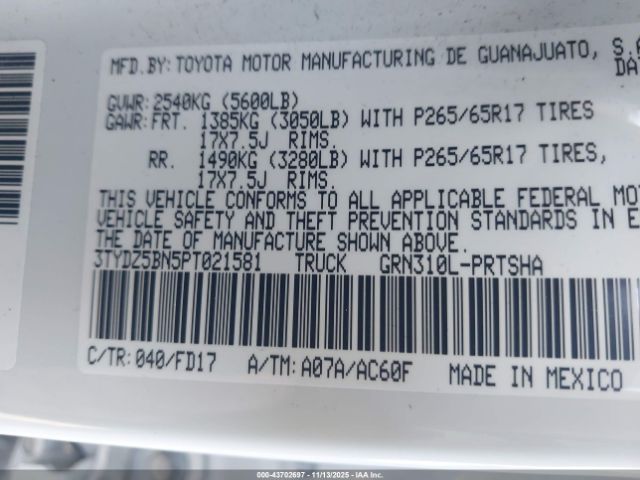 MFD.BY: TOYOTA MOTOR MANUFACTURING DE GUANAJUATO, S.A
DAT
GVWR: 2540KG (5600LB)
GAWR: FRT. 1385KG (3050LB) WITH P265/65R17 TIRES
17X7.5J RIMS.
RR. 1490KG (3280LB) WITH P265/65R17 TIRES,
17X7.5J RIMS.
THIS VEHICLE CONFORMS TO ALL APPLICABLE FEDERAL MO
VEHICLE SAFETY AND THEFT PREVENTION STANDARDS IN E
THE DATE OF MANUFACTURE SHOWN ABOVE.
3TYDZ5BN5PT021581 TRUCK GRN310L-PRTSHA
C/TR: 040/FD17 A/TM: A07A/AC60F MADE IN MEXICO
000-43702697 - 11/13/2025 - IAAI.COM